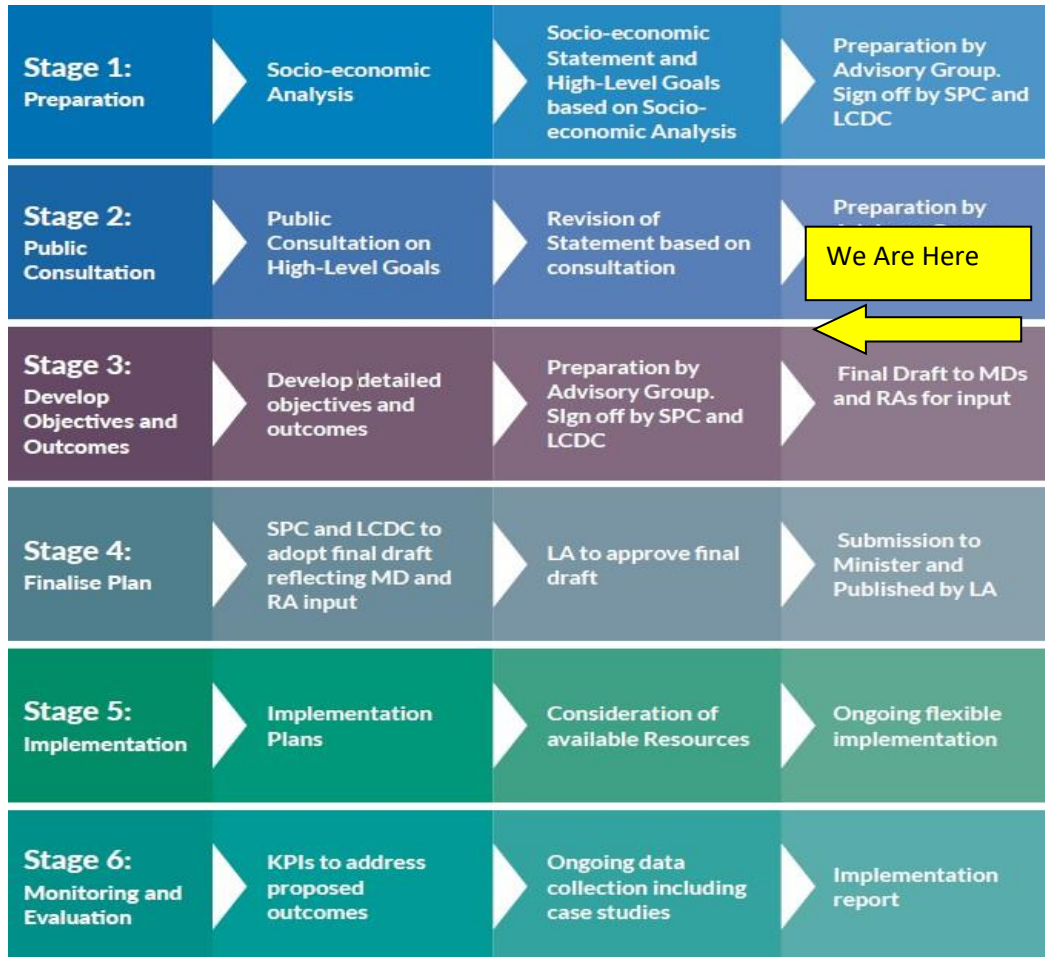 Stage 1:
Preparation
Socio-economic
Analysis
Socio-economic
Statement and
High-Level Goals
based on Socio-
economic Analysis
Preparation by
Advisory Group.
Sign off by SPC and
LCDC
Stage 2:
Public
Consultation
Public
Consultation on
High-Level Goals
Revision of
Statement based on
consultation
Preparation by
We Are Here
Stage 3:
Develop
Objectives and
Outcomes
Develop detailed
objectives and
outcomes
Preparation by
Advisory Group.
SIgn off by SPC and
LCDC
Final Draft to MDs
and RAs for input
Stage 4:
Finalise Plan
SPC and LCDC to
adopt final draft
reflecting MD and
RA input
LA to approve final
draft
Submission to
Minister and
Published by LA
Stage 5:
Implementation
Implementation
Plans
Consideration of
available Resources
Ongoing flexible
implementation
Stage 6:
Monitoring and
Evaluation
KPIs to address
proposed
outcomes
Ongoing data
collection including
case studies
Implementation
report